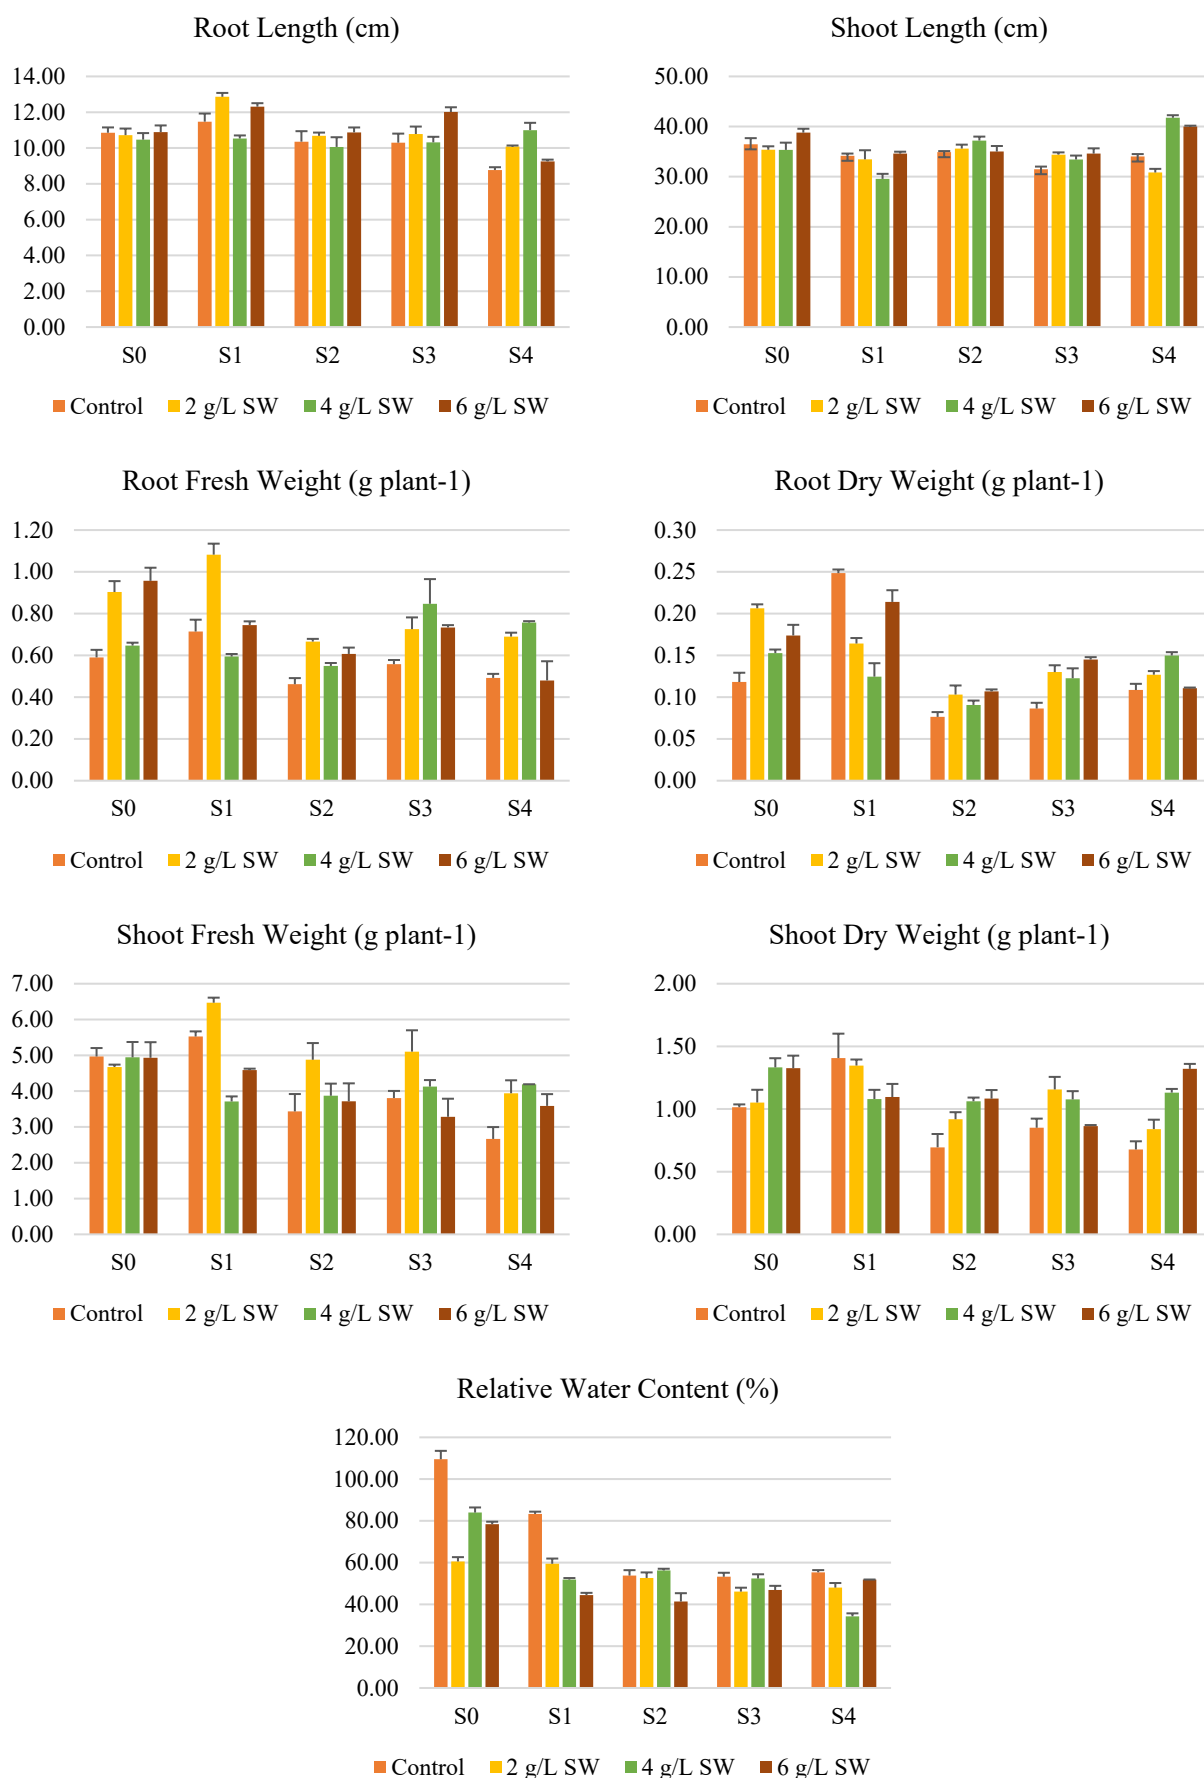 Root Length (cm)
14.00
12.00
10.00
8.00
6.00
4.00
2.00
0.00
S0 S1 S2 S3 S4
Control 2 g/L SW 4 g/L SW 6 g/L SW
Shoot Length (cm)
50.00
40.00
30.00
20.00
10.00
0.00
S0 S1 S2 S3 S4
Control 2 g/L SW 4 g/L SW 6 g/L SW
Root Fresh Weight (g plant-1)
1.20
1.00
0.80
0.60
0.40
0.20
0.00
S0 S1 S2 S3 S4
Control 2 g/L SW 4 g/L SW 6 g/L SW
Root Dry Weight (g plant-1)
0.30
0.25
0.20
0.15
0.10
0.05
0.00
S0 S1 S2 S3 S4
Control 2 g/L SW 4 g/L SW 6 g/L SW
Shoot Fresh Weight (g plant-1)
7.00
6.00
5.00
4.00
3.00
2.00
1.00
0.00
S0 S1 S2 S3 S4
Control 2 g/L SW 4 g/L SW 6 g/L SW
Shoot Dry Weight (g plant-1)
2.00
1.50
1.00
0.50
0.00
S0 S1 S2 S3 S4
Control 2 g/L SW 4 g/L SW 6 g/L SW
Relative Water Content (%)
120.00
100.00
80.00
60.00
40.00
20.00
0.00
S0 S1 S2 S3 S4
Control 2 g/L SW 4 g/L SW 6 g/L SW